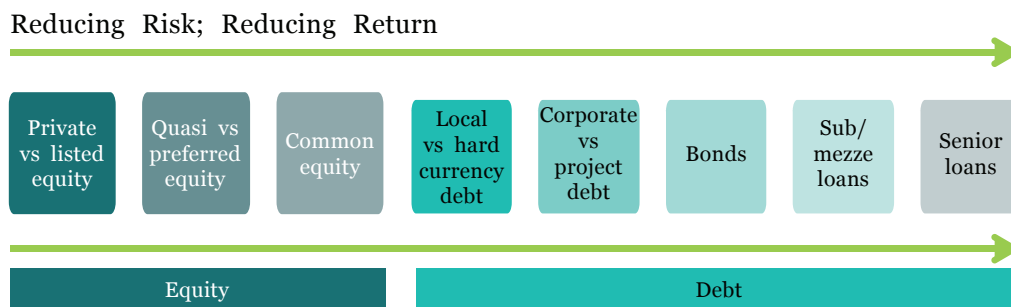 Reducing Risk; Reducing Return
Private
vs listed
equity
Quasi vs
preferred
equity
Common
equity
Local
vs hard
currency
debt
Corporate
vs
project
debt
Bonds
Sub/
mezze
loans
Senior
loans
Equity
Debt